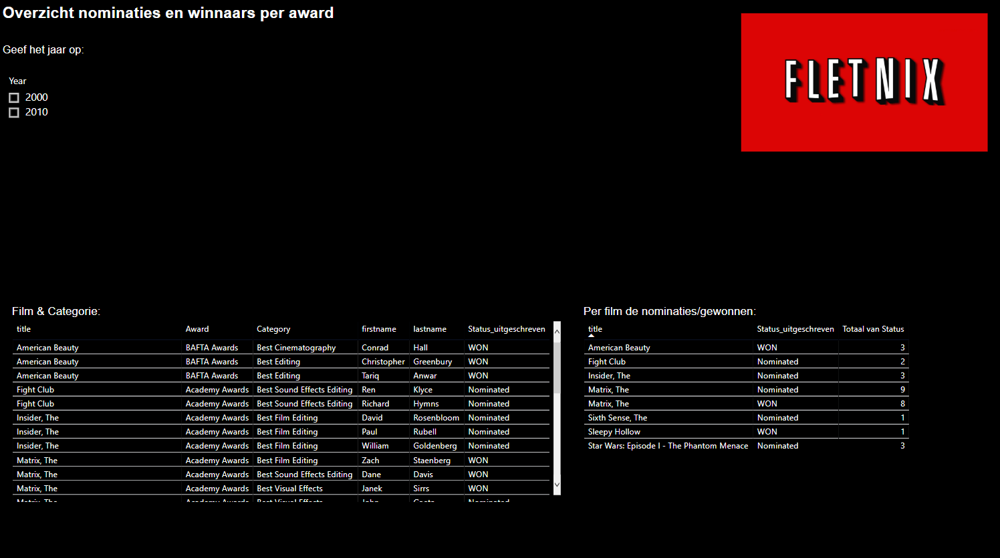 Overzicht nominaties en winnaars per award
FLETNIX
Geef het jaar op:
Year
2000
2010
Film & Categorie:
title Award Category firstname lastname Status_uitgeschreven
American Beauty BAFTA Awards Best Cinematography Conrad Hall WON
American Beauty BAFTA Awards Best Editing Christopher Greenbury WON
American Beauty BAFTA Awards Best Editing Tariq Anwar WON
Fight Club Academy Awards Best Sound Effects Editing Ren Klyce Nominated
Fight Club Academy Awards Best Sound Effects Editing Richard Hymns Nominated
Insider, The Academy Awards Best Film Editing David Rosenbloom Nominated
Insider, The Academy Awards Best Film Editing Paul Rubell Nominated
Insider, The Academy Awards Best Film Editing William Goldenberg Nominated
Matrix, The Academy Awards Best Film Editing Zach Staenberg WON
Matrix, The Academy Awards Best Sound Effects Editing Dane Davis WON
Matrix, The Academy Awards Best Visual Effects Janek Sirrs WON
Matrix, The Academy Awards Best Visual Effects John Gaeta Nominated
Per film de nominaties/gewonnen:
title Status_uitgeschreven Totaal van Status
American Beauty WON 3
Fight Club Nominated 2
Insider, The Nominated 3
Matrix, The Nominated 9
Matrix, The WON 8
Sixth Sense, The Nominated 1
Sleepy Hollow WON 1
Star Wars: Episode I - The Phantom Menace Nominated 3